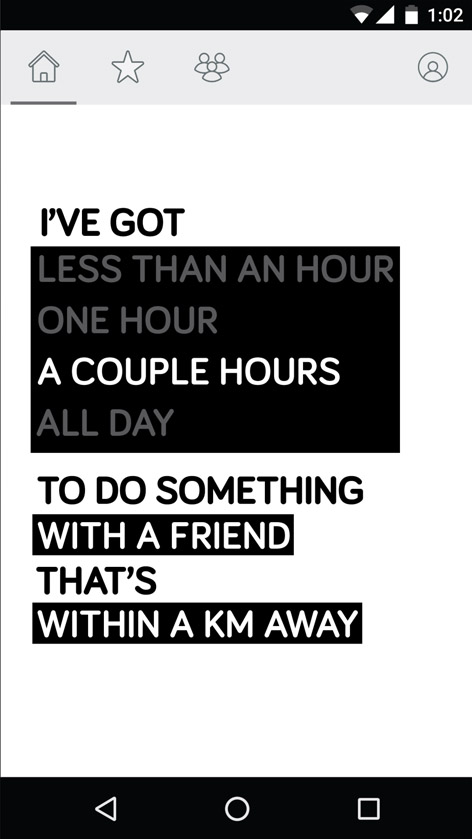 1:02
I'VE GOT
LESS THAN AN HOUR
ONE HOUR
A COUPLE HOURS
ALL DAY
TO DO SOMETHING
WITH A FRIEND
THAT'S
WITHIN A KM AWAY